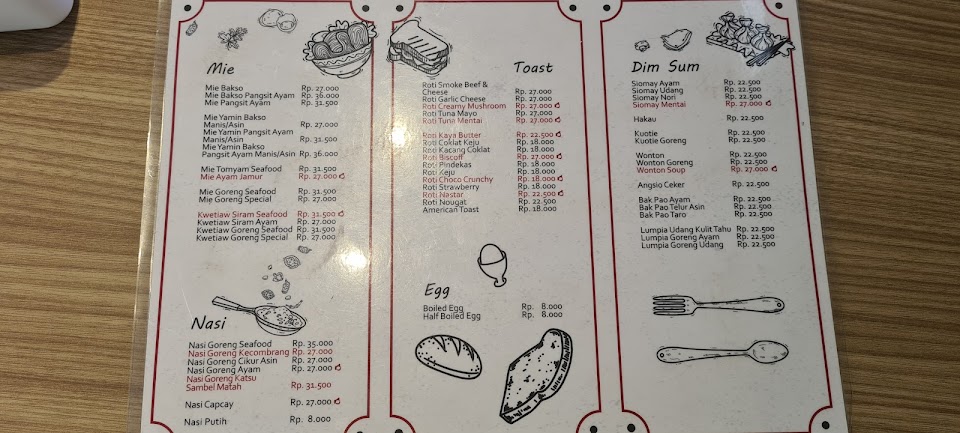 Mie
Mie Bakso Rp. 27.000
Mie Bakso Pangsit Ayam Rp. 36.000
Mie Pangsit Ayam Rp. 31.500
Mie Yamin Bakso
Manis/Asin Rp. 27.000
Mie Yamin Pangsit Ayam
Manis/Asin Rp. 31.500
Mie Yamin Bakso
Pangsit Ayam Manis/Asin Rp. 36.000
Mie Tomyam Seafood Rp. 31.500
Mie Ayam Jamur Rp. 27.000
Mie Goreng Seafood Rp. 31.500
Mie Goreng Special Rp. 27.000
Kwetiaw Siram Seafood Rp. 31.500
Kwetiaw Siram Ayam Rp. 27.000
Kwetiaw Goreng Seafood Rp. 31.500
Kwetiaw Goreng Special Rp. 27.000
Nasi
Nasi Goreng Seafood Rp. 35.000
Nasi Goreng Kecombrang Rp. 27.000
Nasi Goreng Cikur Asin Rp. 27.000
Nasi Goreng Ayam Rp. 27.000
Nasi Goreng Katsu
Sambel Matah Rp. 31.500
Nasi Capcay Rp. 27.000
Nasi Putih Rp. 8.000
Toast
Roti Smoke Beef &
Cheese Rp. 27.000
Roti Garlic Cheese Rp. 27.000
Roti Creamy Mushroom Rp. 27.000
Roti Tuna Mayo Rp. 27.000
Roti Tuna Mentai Rp. 37.000
Roti Kaya Butter Rp. 22.500
Roti Coklat Keju Rp. 18.000
Roti Kacang Coklat Rp. 18.000
Roti Biscoff Rp. 27.000
Roti Pindekas Rp. 18.000
Roti Keju Rp. 18.000
Roti Choco Crunchy Rp. 18.000
Roti Strawberry Rp. 18.000
Roti Nastar Rp. 22.500
Roti Nougat Rp. 22.500
American Toast Rp. 18.000
Egg
Boiled Egg Rp. 8.000
Half Boiled Egg Rp. 8.000
Dim Sum
Siomay Ayam Rp. 22.500
Siomay Udang Rp. 22.500
Siomay Nori Rp. 22.500
Siomay Mentai Rp. 27.000
Hakau Rp. 22.500
Kuotie Rp. 22.500
Kuotie Goreng Rp. 22.500
Wonton Rp. 22.500
Wonton Goreng Rp. 22.500
Wonton Soup Rp. 27.000
Angsio Ceker Rp. 22.500
Bak Pao Ayam Rp. 22.500
Bak Pao Telur Asin Rp. 22.500
Bak Pao Taro Rp. 22.500
Lumpia Udang Kulit Tahu Rp. 22.500
Lumpia Goreng Ayam Rp. 22.500
Lumpia Goreng Udang Rp. 22.500